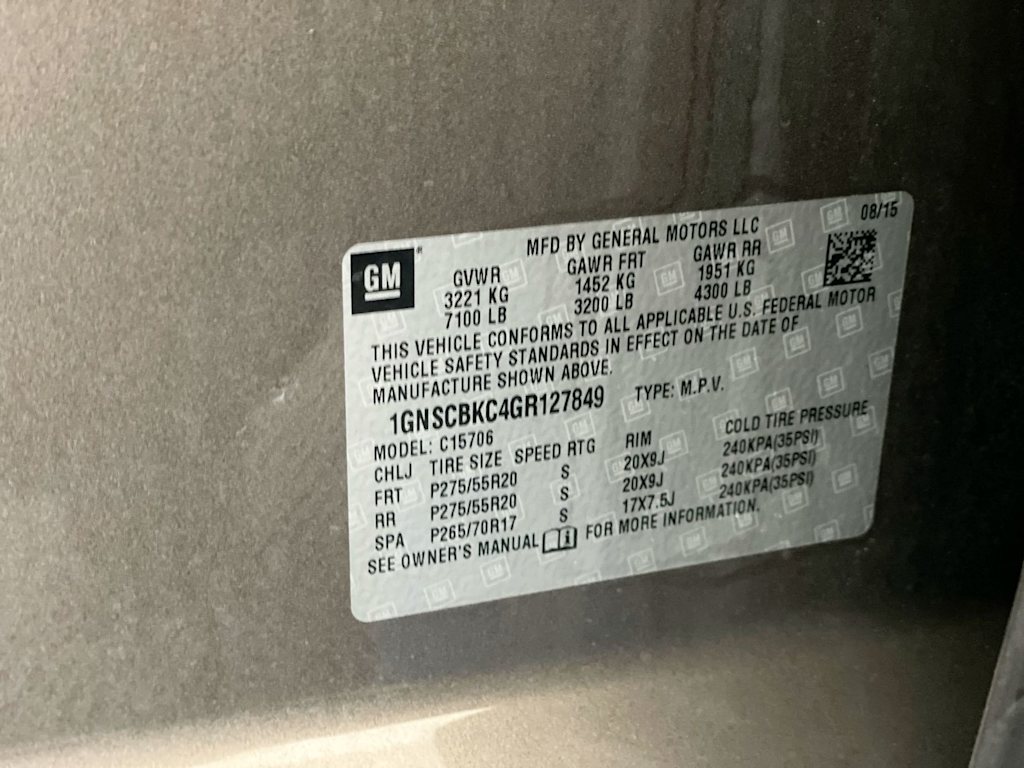 GM
08/15
MFD BY GENERAL MOTORS LLC
GVWR GAWR FRT GAWR RR
3221 KG 1452 KG 1951 KG
7100 LB 3200 LB 4300 LB
THIS VEHICLE CONFORMS TO ALL APPLICABLE U.S. FEDERAL MOTOR
VEHICLE SAFETY STANDARDS IN EFFECT ON THE DATE OF
MANUFACTURE SHOWN ABOVE.
1GNSCBKC4GR127849 TYPE: M.P.V.
MODEL: C15706
CHLJ TIRE SIZE SPEED RTG RIM COLD TIRE PRESSURE
FRT P275/55R20 S 20X9J 240KPA(35PSI)
RR P275/55R20 S 20X9J 240KPA(35PSI)
SPA P265/70R17 S 17X7.5J 240KPA(35PSI)
SEE OWNER'S MANUAL FOR MORE INFORMATION.